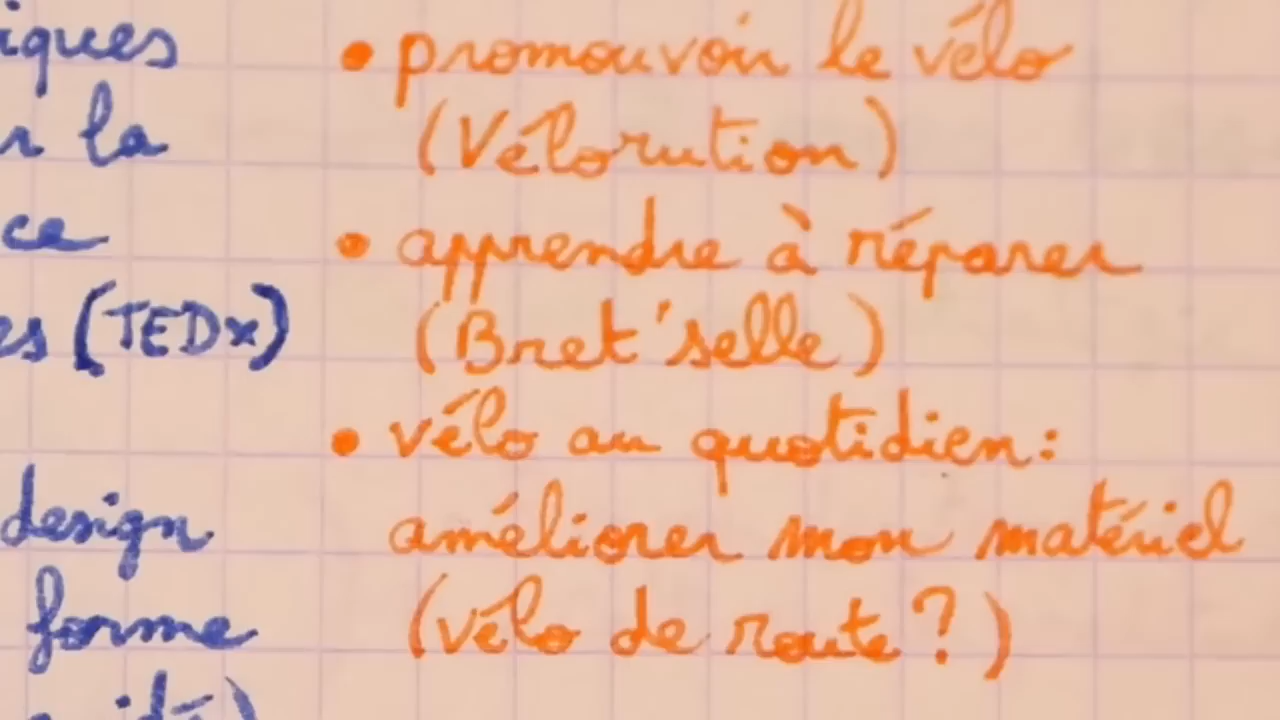 iques
la
ce
es (TEDx)
design
forme
• promouvoir le vélo
(Vélorution)
• apprendre à réparer
(Bret'selle)
• vélo au quotidien:
améliorer mon matériel
(vélo de route ?)